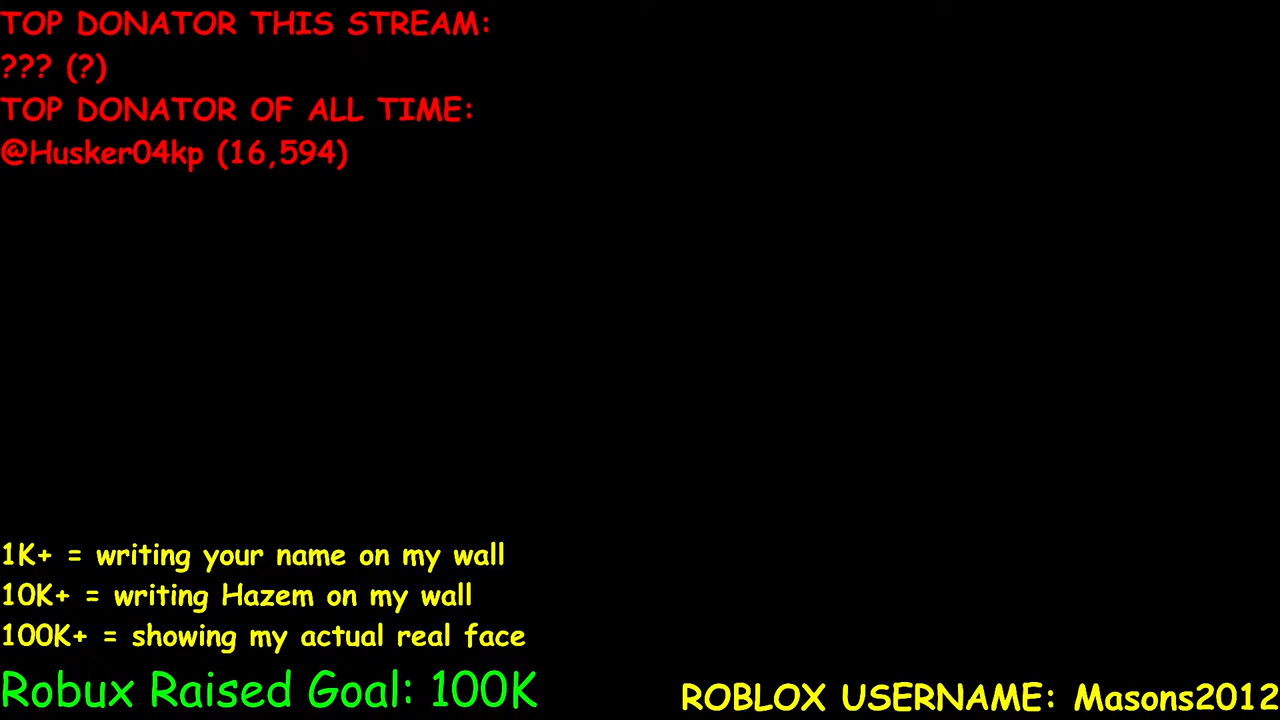 TOP DONATOR THIS STREAM:
??? (?)
TOP DONATOR OF ALL TIME:
@Husker04kp (16,594)
1K+ = writing your name on my wall
10K+ = writing Hazem on my wall
100K+ = showing my actual real face
Robux Raised Goal: 100K
ROBLOX USERNAME: Masons2012